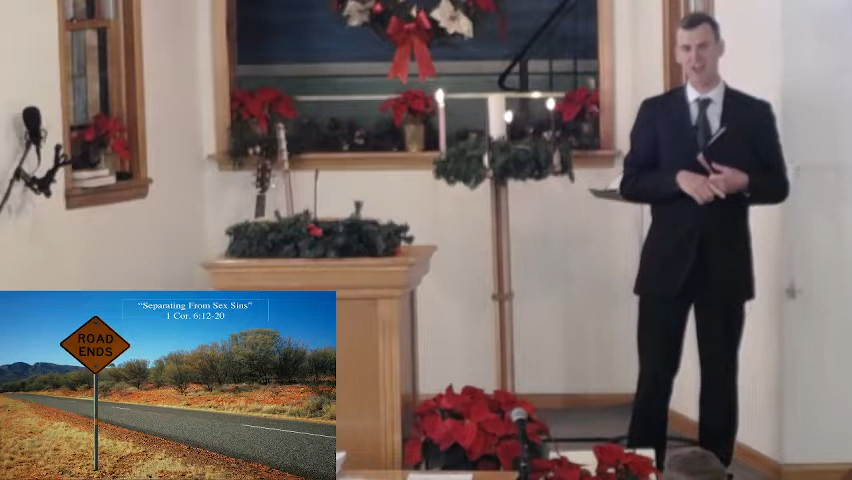 "Separating From Sex Sins"
1 Cor. 6:12-20
ROAD
ENDS